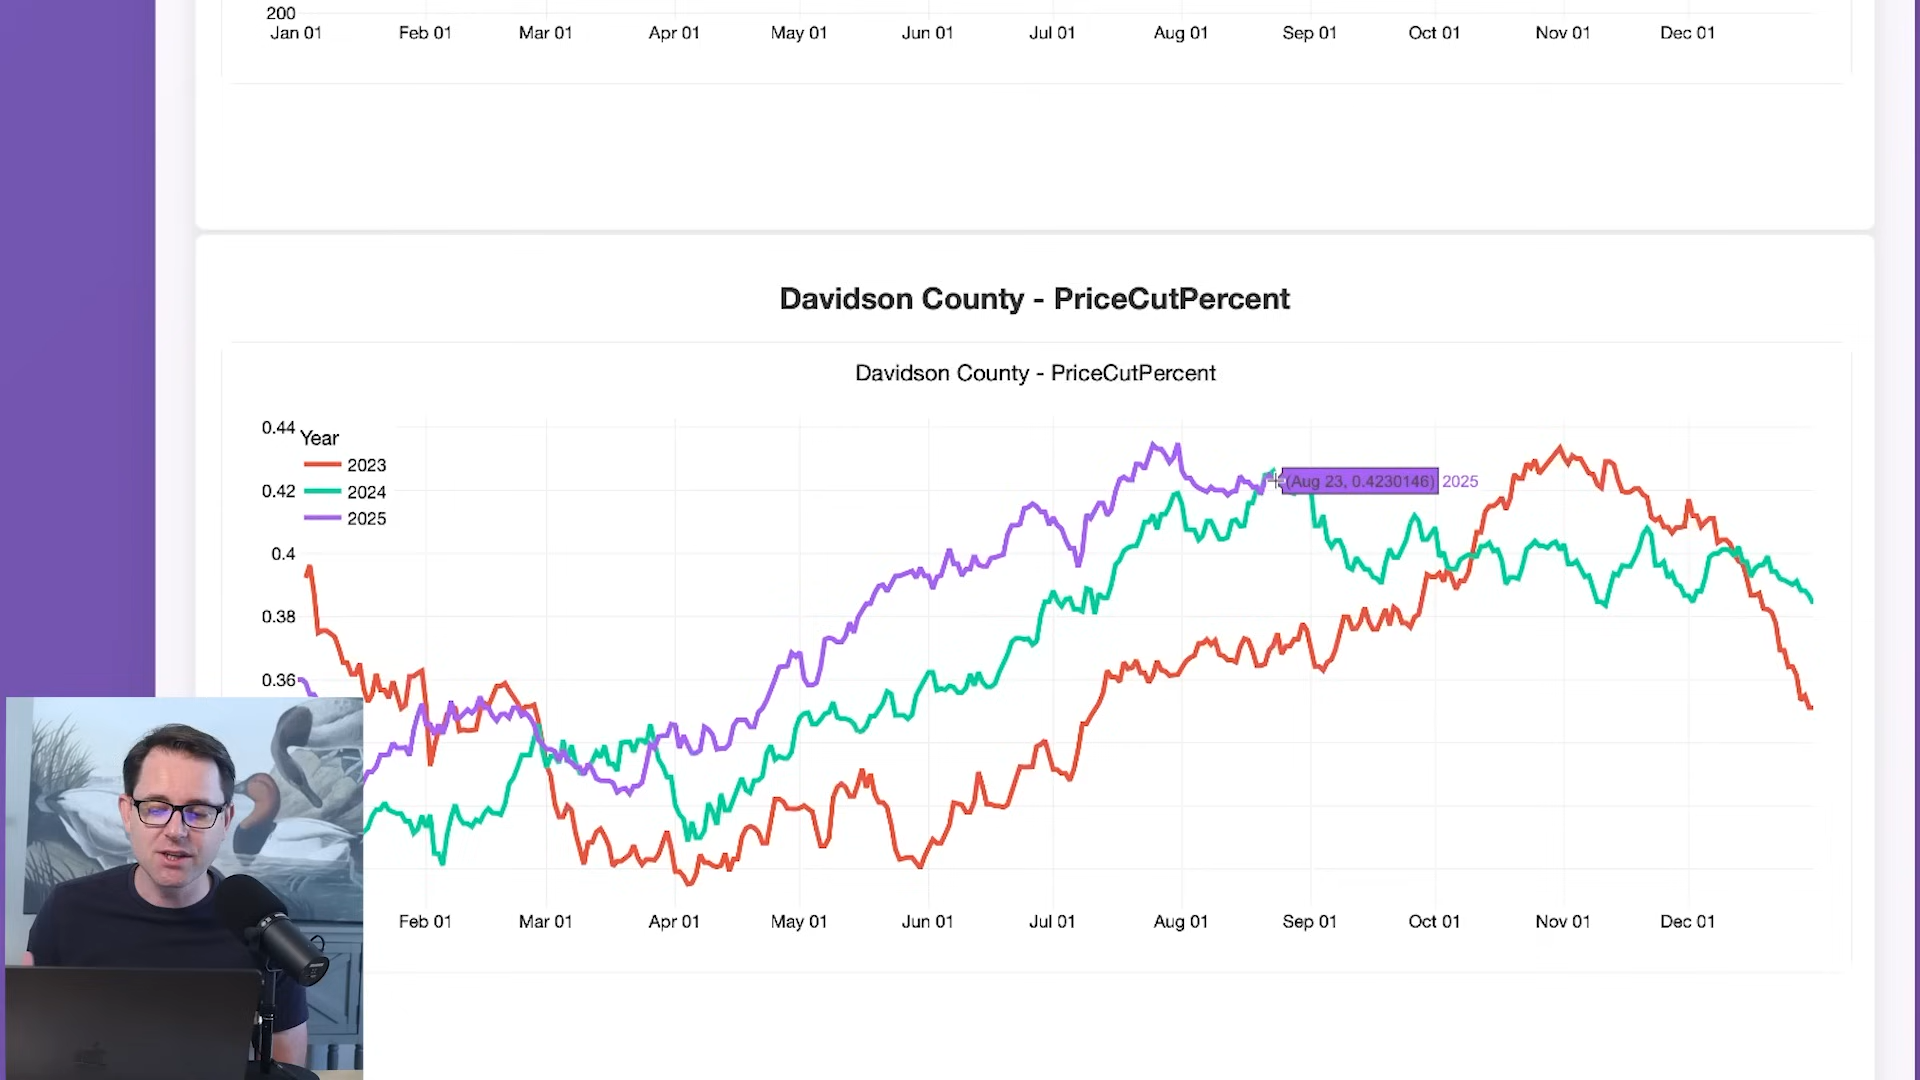 200
Jan 01 Feb 01 Mar 01 Apr 01 May 01 Jun 01 Jul 01 Aug 01 Sep 01 Oct 01 Nov 01 Dec 01
Davidson County - PriceCutPercent
Davidson County - PriceCutPercent
0.44
Year
2023
2024
2025
(Aug 23, 0.4230146) 2025
0.42
0.4
0.38
0.36
Feb 01 Mar 01 Apr 01 May 01 Jun 01 Jul 01 Aug 01 Sep 01 Oct 01 Nov 01 Dec 01